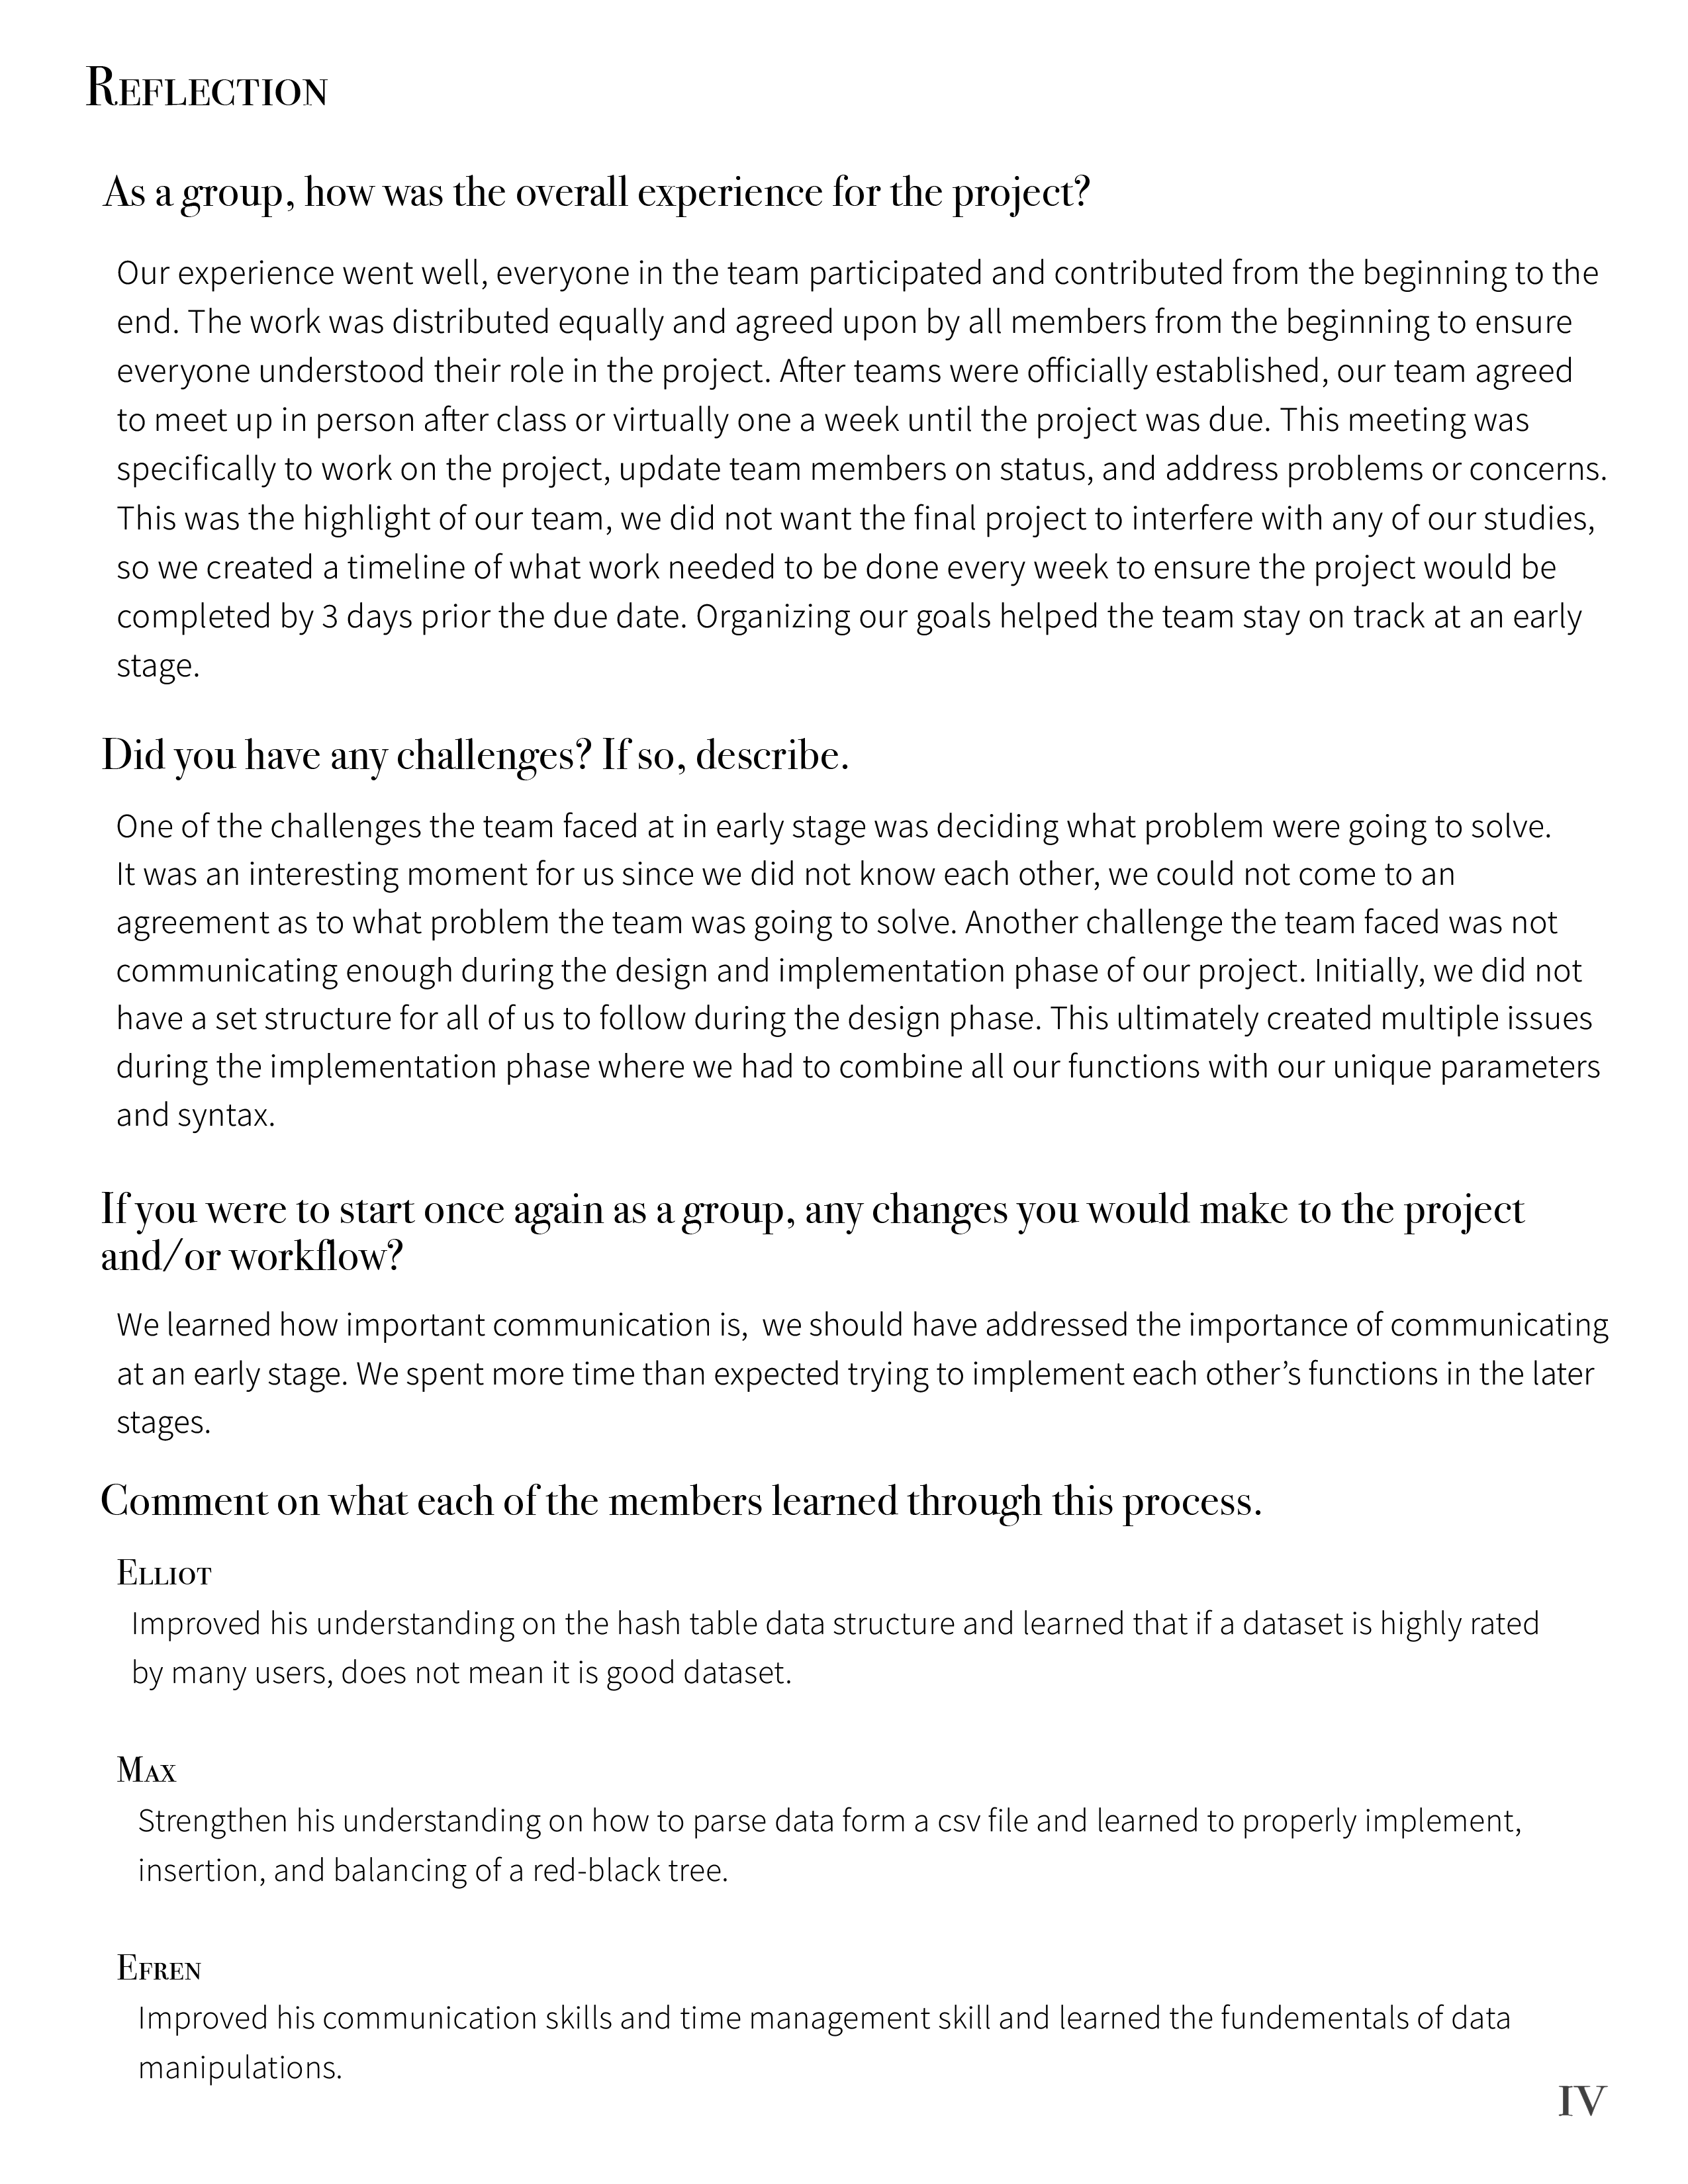 Reflection
As a group, how was the overall experience for the project?
Our experience went well, everyone in the team participated and contributed from the beginning to the
end. The work was distributed equally and agreed upon by all members from the beginning to ensure
everyone understood their role in the project. After teams were officially established, our team agreed
to meet up in person after class or virtually one a week until the project was due. This meeting was
specifically to work on the project, update team members on status, and address problems or concerns.
This was the highlight of our team, we did not want the final project to interfere with any of our studies,
so we created a timeline of what work needed to be done every week to ensure the project would be
completed by 3 days prior the due date. Organizing our goals helped the team stay on track at an early
stage.
Did you have any challenges? If so, describe.
One of the challenges the team faced at in early stage was deciding what problem were going to solve.
It was an interesting moment for us since we did not know each other, we could not come to an
agreement as to what problem the team was going to solve. Another challenge the team faced was not
communicating enough during the design and implementation phase of our project. Initially, we did not
have a set structure for all of us to follow during the design phase. This ultimately created multiple issues
during the implementation phase where we had to combine all our functions with our unique parameters
and syntax.
If you were to start once again as a group, any changes you would make to the project
and/or workflow?
We learned how important communication is,  we should have addressed the importance of communicating
at an early stage. We spent more time than expected trying to implement each other’s functions in the later
stages.
Comment on what each of the members learned through this process.
Elliot
Improved his understanding on the hash table data structure and learned that if a dataset is highly rated
by many users, does not mean it is good dataset.
Max
Strengthen his understanding on how to parse data form a csv file and learned to properly implement,
insertion, and balancing of a red-black tree.
Efren
Improved his communication skills and time management skill and learned the fundementals of data
manipulations.
IV